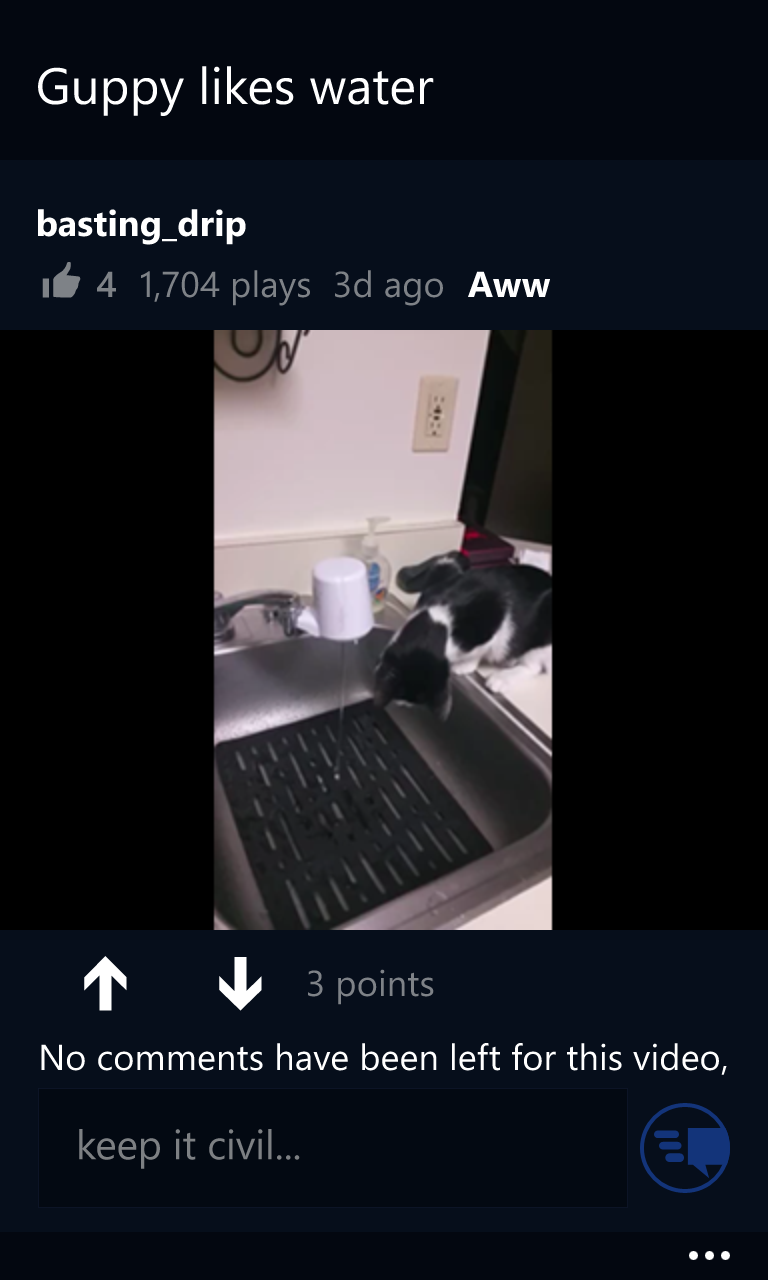 Guppy likes water
basting_drip
4 1,704 plays 3d ago Aww
3 points
No comments have been left for this video,
keep it civil...